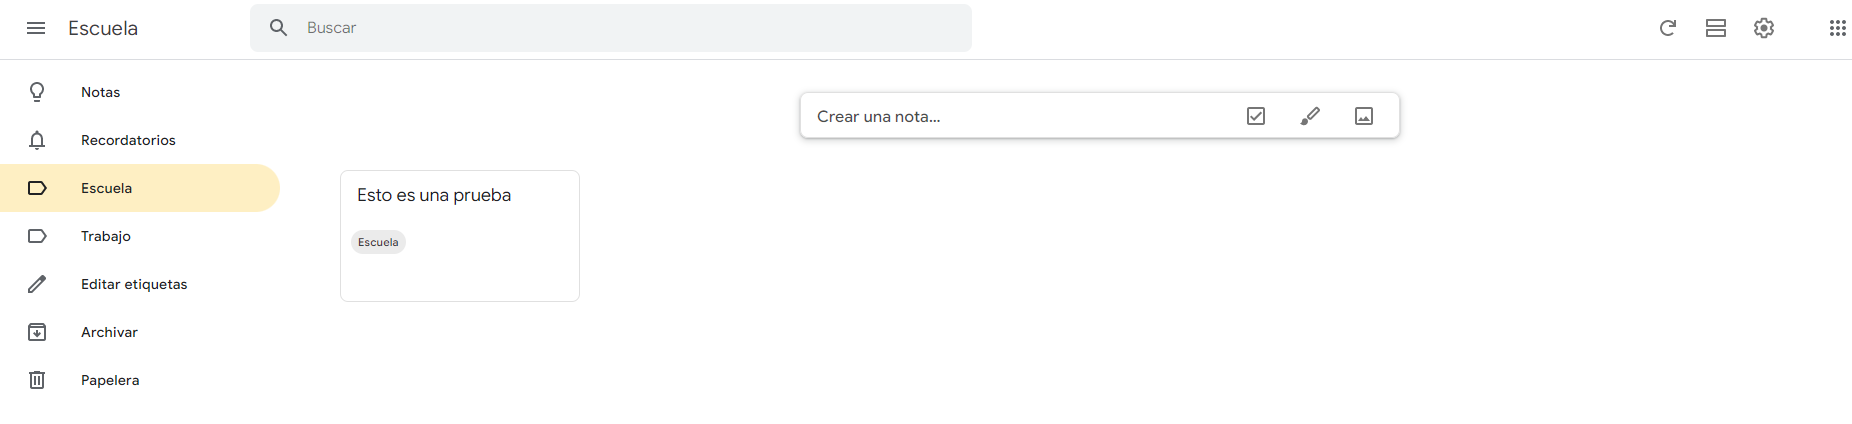 Escuela
Buscar
Notas
Recordatorios
Escuela
Trabajo
Editar etiquetas
Archivar
Papelera
Crear una nota...
Esto es una prueba
Escuela